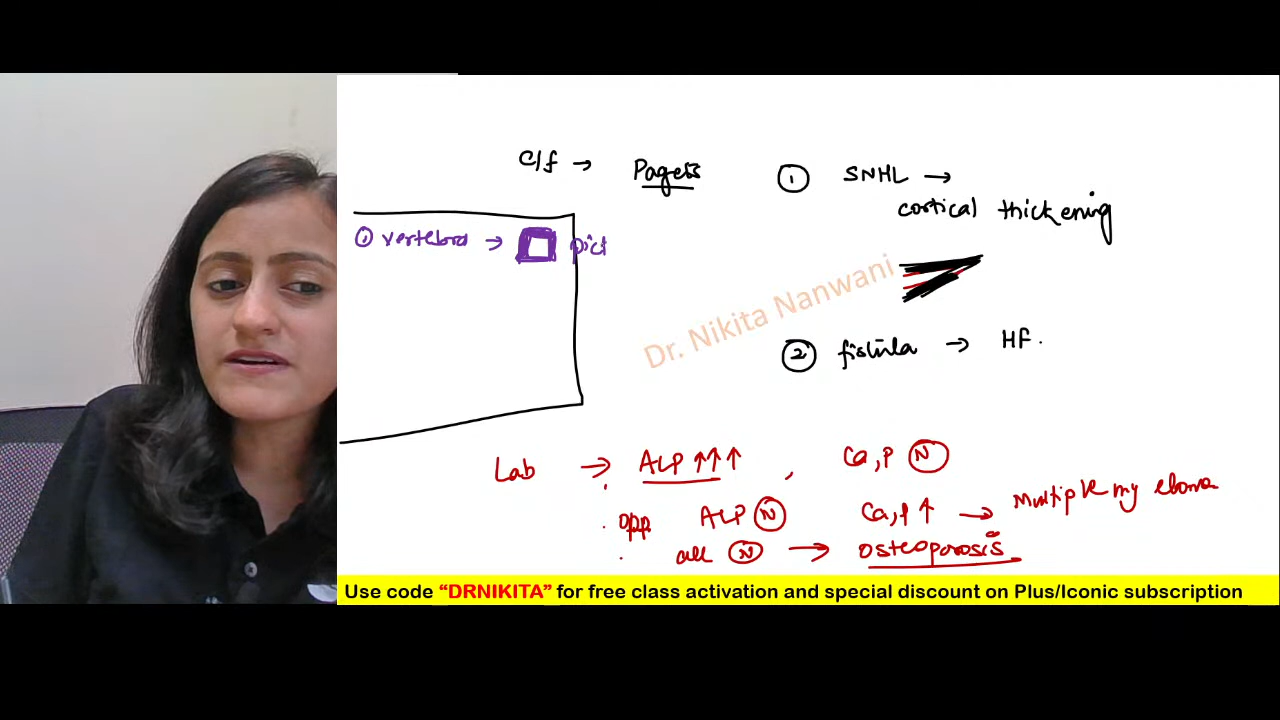 C/f → Paget's ① SNHL →
cortical thickening
① vertebra → pict
Dr. Nikita Nanwani
② fistula → HF.
Lab → ALP ↑↑↑ , Ca, P Ⓝ
opp. ALP Ⓝ Ca, P ↑ → Multiple myeloma
all Ⓝ → osteoporosis
Use code “DRNIKITA” for free class activation and special discount on Plus/Iconic subscription